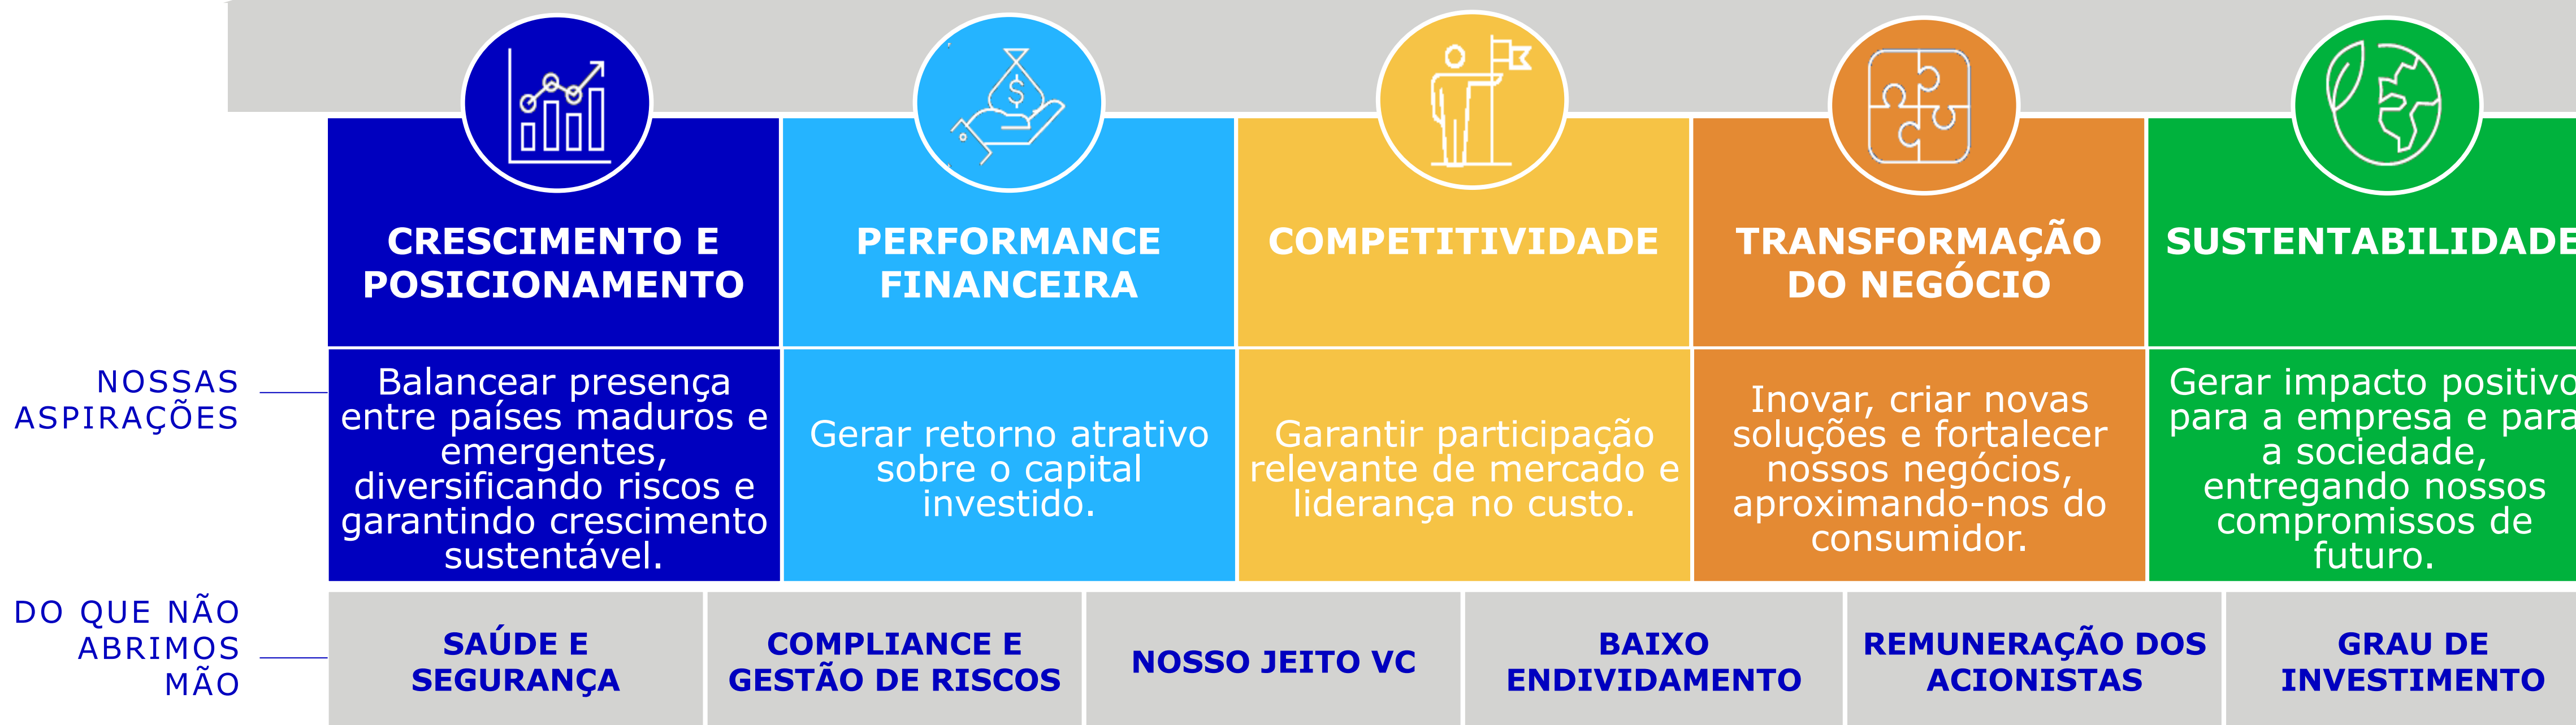 CRESCIMENTO E
POSICIONAMENTO
PERFORMANCE
FINANCEIRA
COMPETITIVIDADE
TRANSFORMAÇÃO
DO NEGÓCIO
SUSTENTABILIDADE
NOSSAS
ASPIRAÇÕES
Balancear presença
entre países maduros e
emergentes,
diversificando riscos e
garantindo crescimento
sustentável.
Gerar retorno atrativo
sobre o capital
investido.
Garantir participação
relevante de mercado e
liderança no custo.
Inovar, criar novas
soluções e fortalecer
nossos negócios,
aproximando-nos do
consumidor.
Gerar impacto positivo
para a empresa e para
a sociedade,
entregando nossos
compromissos de
futuro.
DO QUE NÃO
ABRIMOS
MÃO
SAÚDE E
SEGURANÇA
COMPLIANCE E
GESTÃO DE RISCOS
NOSSO JEITO VC
BAIXO
ENDIVIDAMENTO
REMUNERAÇÃO DOS
ACIONISTAS
GRAU DE
INVESTIMENTO